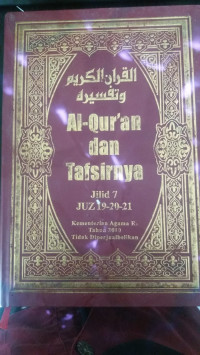 القرآن الكريم
وتفسيره
Al-Qur'an
dan
Tafsirnya
Jilid 7
JUZ 19-20-21
Kementerian Agama RI
Tahun 2010
Tidak Diperjualbelikan